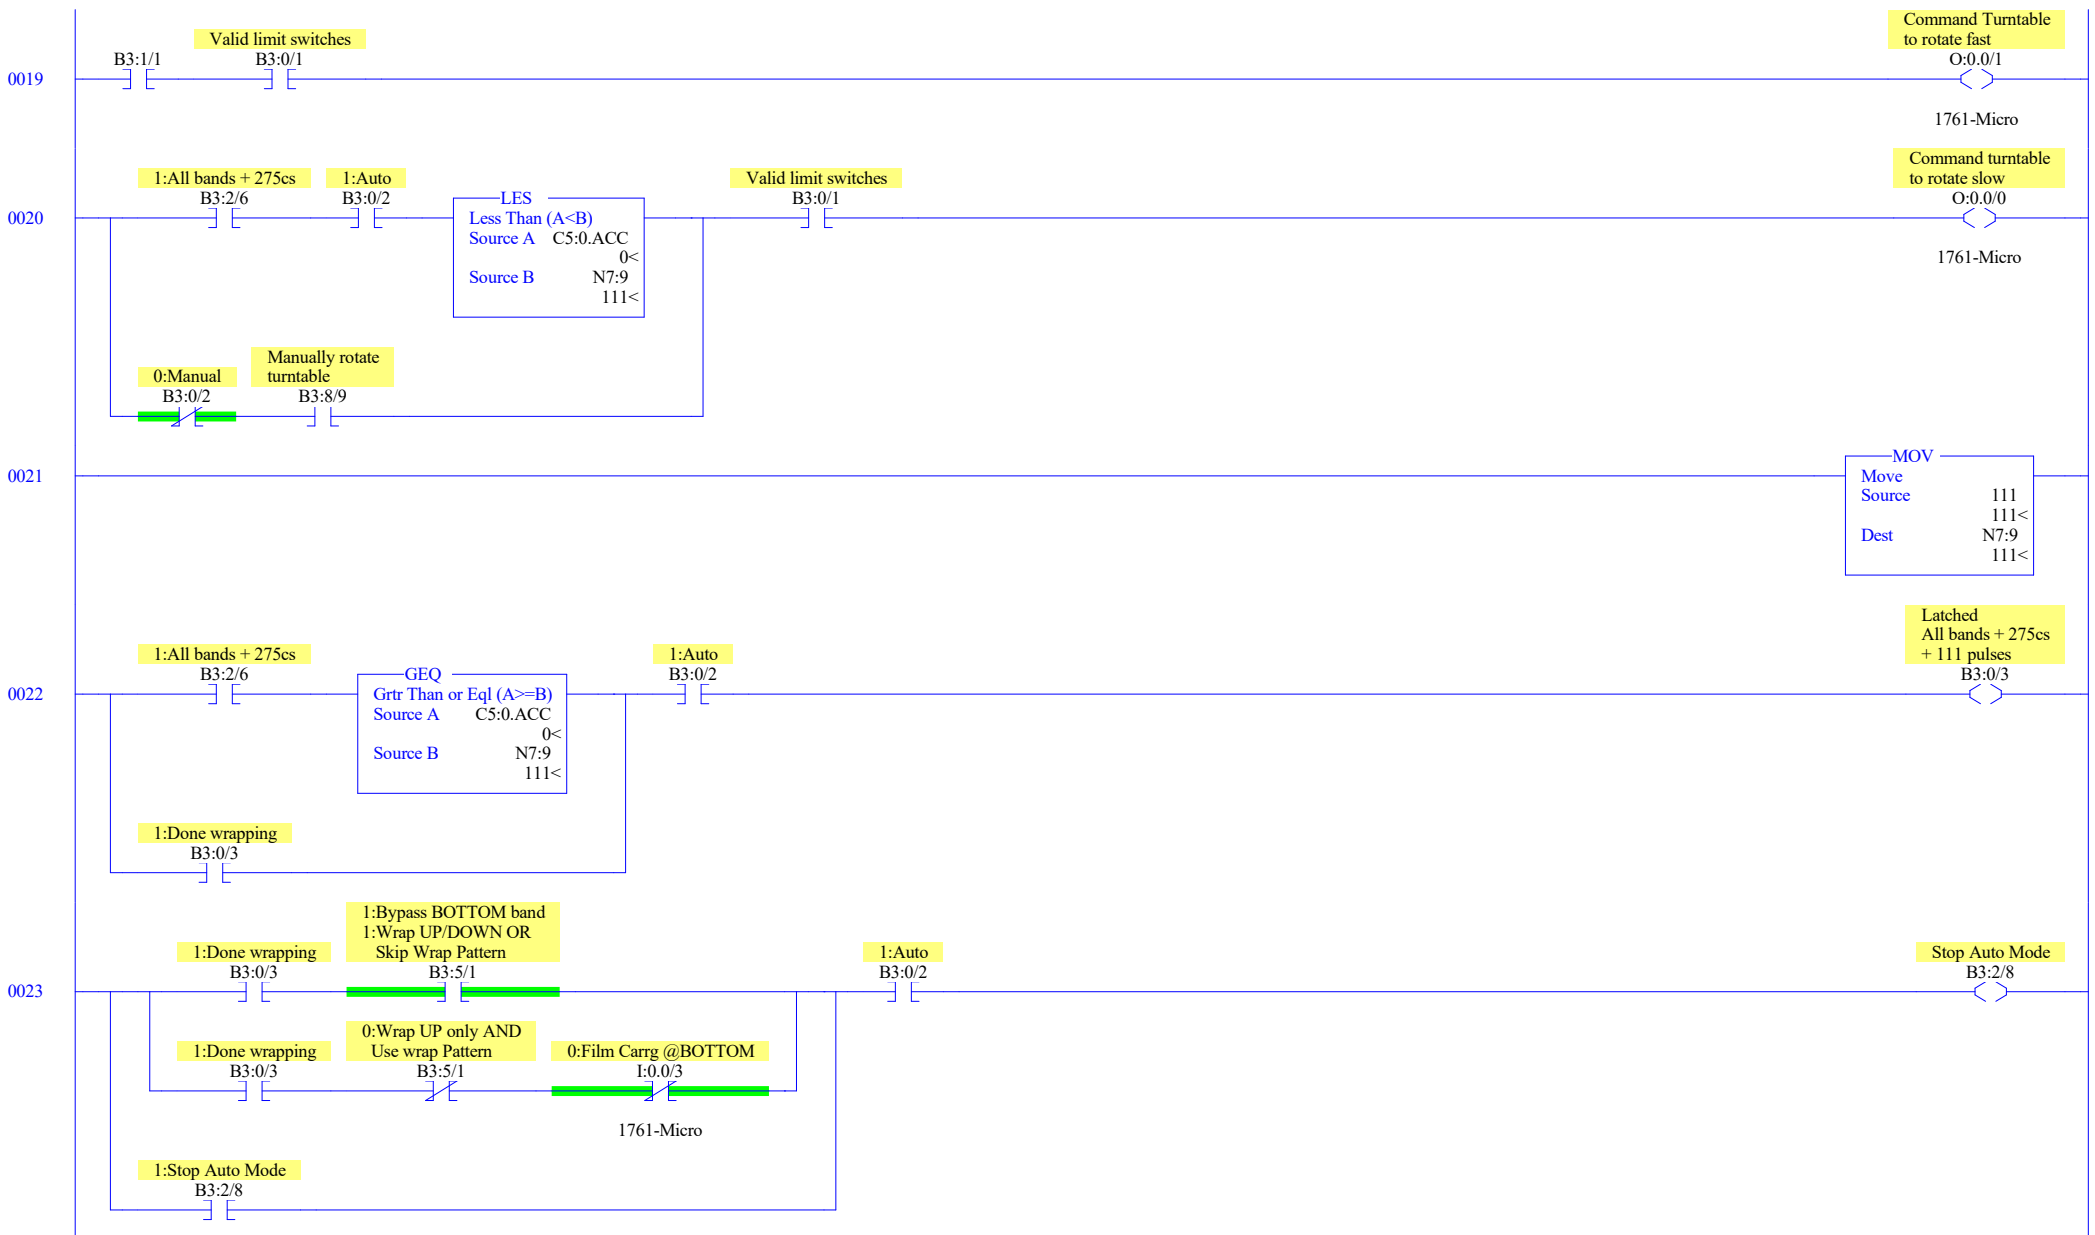 Command Turntable
to rotate fast
Valid limit switches
B3:1/1
B3:0/1
O:0.0/1
0019
1761-Micro
Command turntable
to rotate slow
1:All bands + 275cs
1:Auto
Valid limit switches
B3:2/6
B3:0/2
LES
B3:0/1
O:0.0/0
0020
Less Than (A<B)
Source A C5:0.ACC
0<
1761-Micro
Source B N7:9
111<
Manually rotate
0:Manual
turntable
B3:0/2
B3:8/9
MOV
0021
Move
Source 111
111<
Dest N7:9
111<
Latched
All bands + 275cs
+ 111 pulses
1:All bands + 275cs
1:Auto
B3:2/6
GEQ
B3:0/2
B3:0/3
0022
Grtr Than or Eql (A>=B)
Source A C5:0.ACC
0<
Source B N7:9
111<
1:Done wrapping
B3:0/3
1:Bypass BOTTOM band
1:Wrap UP/DOWN OR
1:Done wrapping
Skip Wrap Pattern
1:Auto
Stop Auto Mode
B3:0/3
B3:5/1
B3:0/2
B3:2/8
0023
0:Wrap UP only AND
1:Done wrapping
Use wrap Pattern
0:Film Carrg @BOTTOM
B3:0/3
B3:5/1
I:0.0/3
1761-Micro
1:Stop Auto Mode
B3:2/8